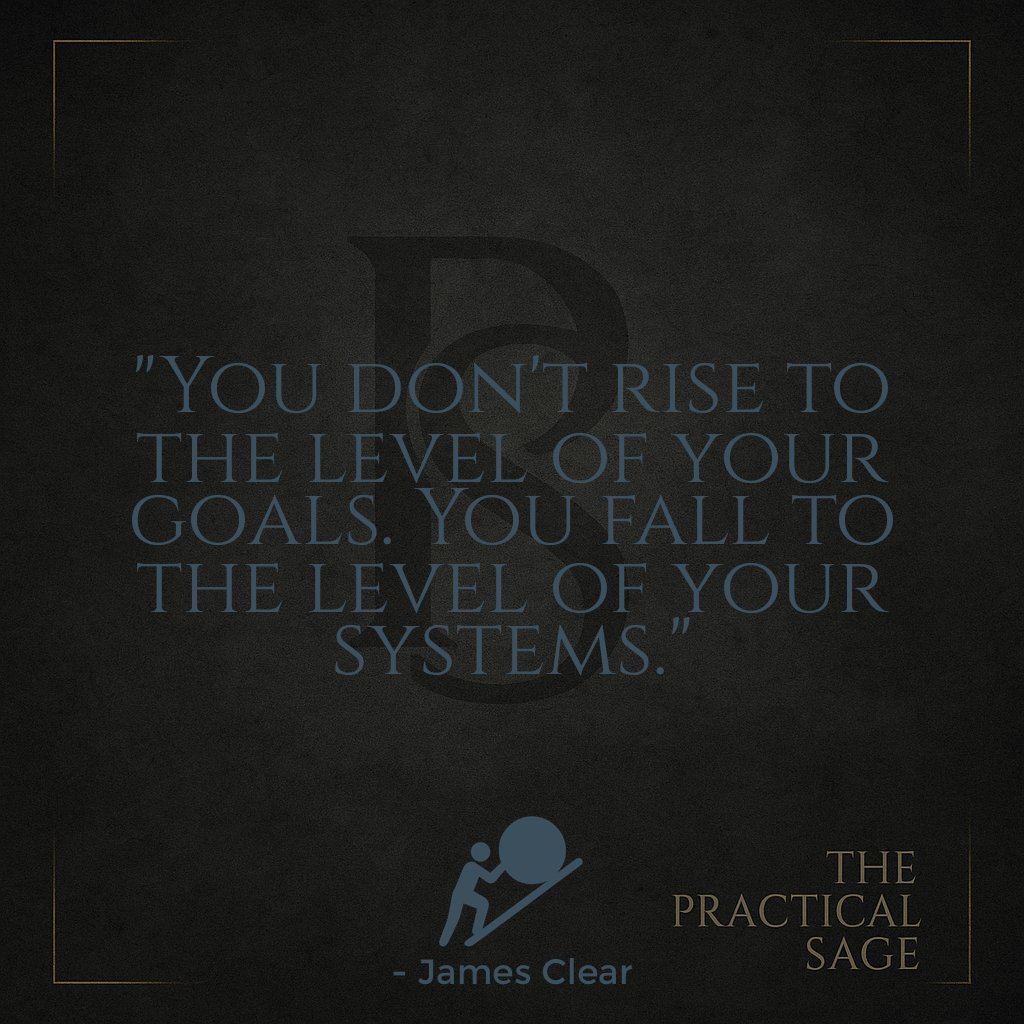 "You don't rise to
the level of your
goals. You fall to
the level of your
systems."
- James Clear
THE
PRACTICAL
SAGE